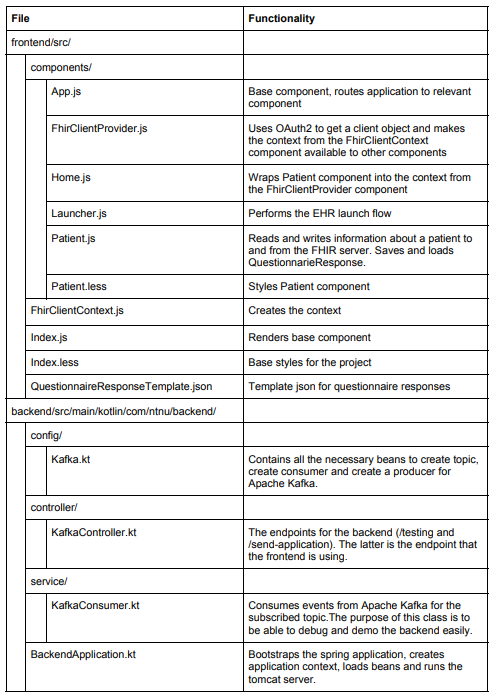 File Functionality
frontend/src/
components/
App.js Base component, routes application to relevant
component
FhirClientProvider.js Uses OAuth2 to get a client object and makes
the context from the FhirClientContext
component available to other components
Home.js Wraps Patient component into the context from
the FhirClientProvider component
Launcher.js Performs the EHR launch flow
Patient.js Reads and writes information about a patient to
and from the FHIR server. Saves and loads
QuestionnarieResponse.
Patient.less Styles Patient component
FhirClientContext.js Creates the context
Index.js Renders base component
Index.less Base styles for the project
QuestionnaireResponseTemplate.json Template json for questionnaire responses
backend/src/main/kotlin/com/ntnu/backend/
config/
Kafka.kt Contains all the necessary beans to create topic,
create consumer and create a producer for
Apache Kafka.
controller/
KafkaController.kt The endpoints for the backend (/testing and
/send-application). The latter is the endpoint that
the frontend is using.
service/
KafkaConsumer.kt Consumes events from Apache Kafka for the
subscribed topic.The purpose of this class is to
be able to debug and demo the backend easily.
BackendApplication.kt Bootstraps the spring application, creates
application context, loads beans and runs the
tomcat server.